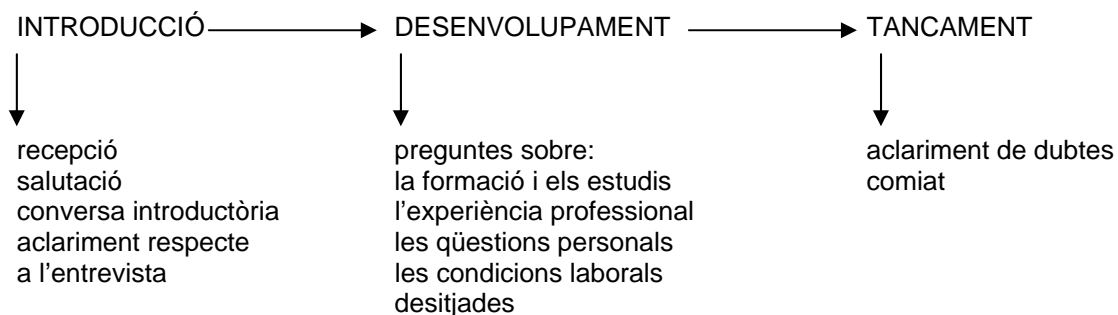 INTRODUCCIÓ
recepció
salutació
conversa introductòria
aclariment respecte
a l’entrevista
DESENVOLUPAMENT
preguntes sobre:
la formació i els estudis
l’experiència professional
les qüestions personals
les condicions laborals
desitjades
TANCAMENT
aclariment de dubtes
comiat